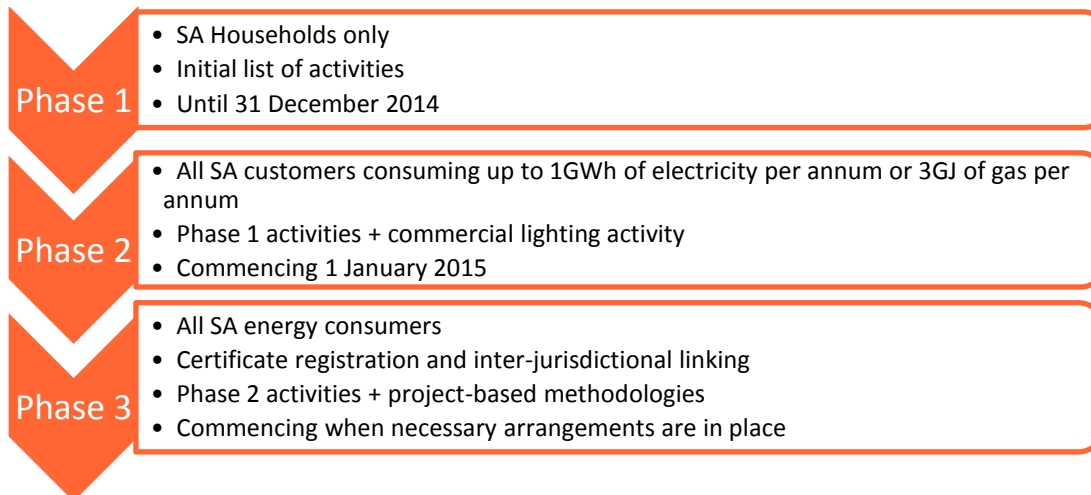 Phase 1
• SA Households only
• Initial list of activities
• Until 31 December 2014
Phase 2
• All SA customers consuming up to 1GWh of electricity per annum or 3GJ of gas per
annum
• Phase 1 activities + commercial lighting activity
• Commencing 1 January 2015
Phase 3
• All SA energy consumers
• Certificate registration and inter-jurisdictional linking
• Phase 2 activities + project-based methodologies
• Commencing when necessary arrangements are in place